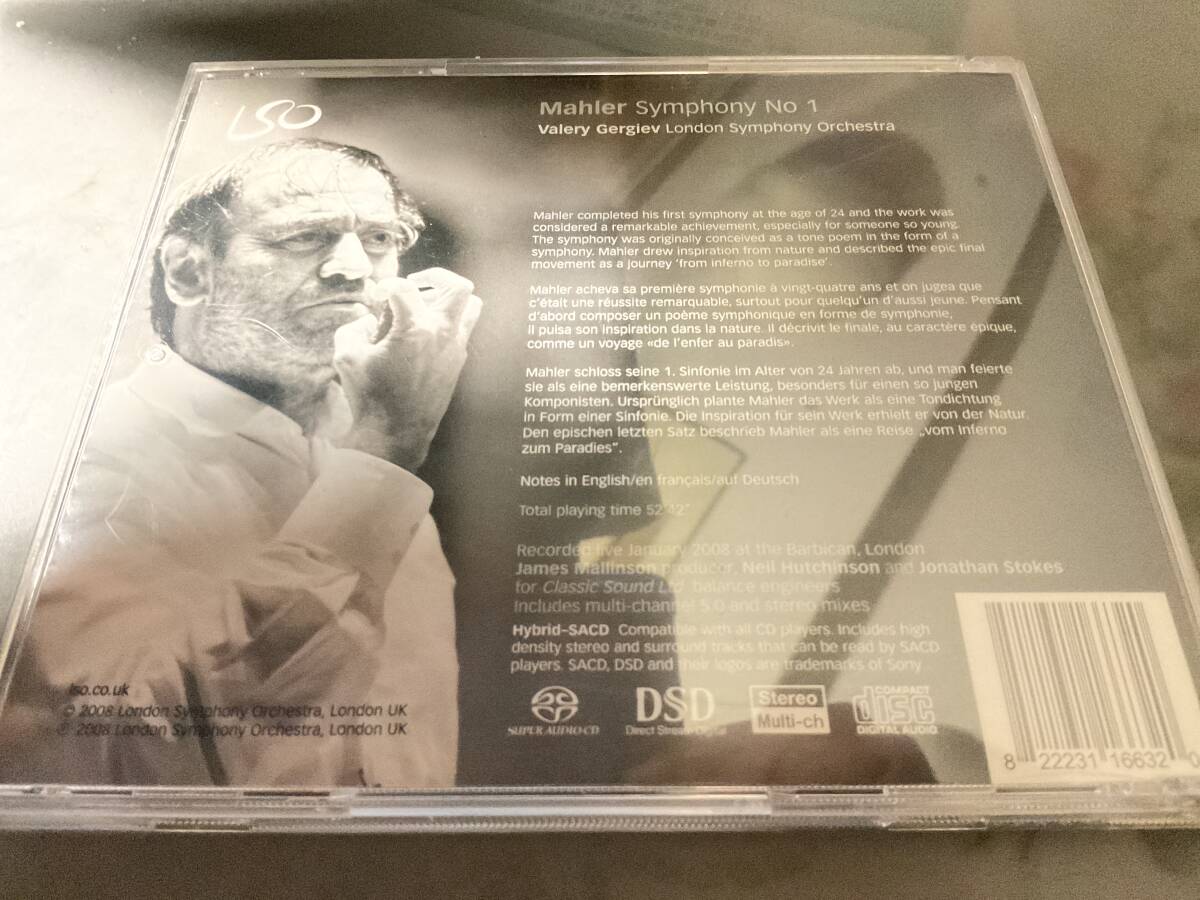 LSO
Mahler Symphony No 1
Valery Gergiev London Symphony Orchestra
Mahler completed his first symphony at the age of 24 and the work was
considered a remarkable achievement, especially for someone so young.
The symphony was originally conceived as a tone poem in the form of a
symphony. Mahler drew inspiration from nature and described the epic final
movement as a journey 'from inferno to paradise'.
Mahler acheva sa première symphonie à vingt-quatre ans et on jugea que
c'était une réussite remarquable, surtout pour quelqu'un d'aussi jeune. Pensant
d'abord composer un poème symphonique en forme de symphonie,
il puisa son inspiration dans la nature. Il décrivit le finale, au caractère épique,
comme un voyage «de l'enfer au paradis».
Mahler schloss seine 1. Sinfonie im Alter von 24 Jahren ab, und man feierte
sie als eine bemerkenswerte Leistung, besonders für einen so jungen
Komponisten. Ursprünglich plante Mahler das Werk als eine Tondichtung
in Form einer Sinfonie. Die Inspiration für sein Werk erhielt er von der Natur.
Den epischen letzten Satz beschrieb Mahler als eine Reise „vom Inferno
zum Paradies".
Notes in English/en français/auf Deutsch
Total playing time 52'42"
Recorded live January 2008 at the Barbican, London
James Mallinson producer, Neil Hutchinson and Jonathan Stokes
for Classic Sound Ltd balance engineers
Includes multi-channel 5.0 and stereo mixes
Hybrid-SACD Compatible with all CD players. Includes high
density stereo and surround tracks that can be read by SACD
players. SACD, DSD and their logos are trademarks of Sony
lso.co.uk
© 2008 London Symphony Orchestra, London UK
℗ 2008 London Symphony Orchestra, London UK
SUPER AUDIO CD
DSD
Direct Stream Digital
Stereo
Multi-ch
COMPACT
disc
DIGITAL AUDIO
8 22231 16632 0